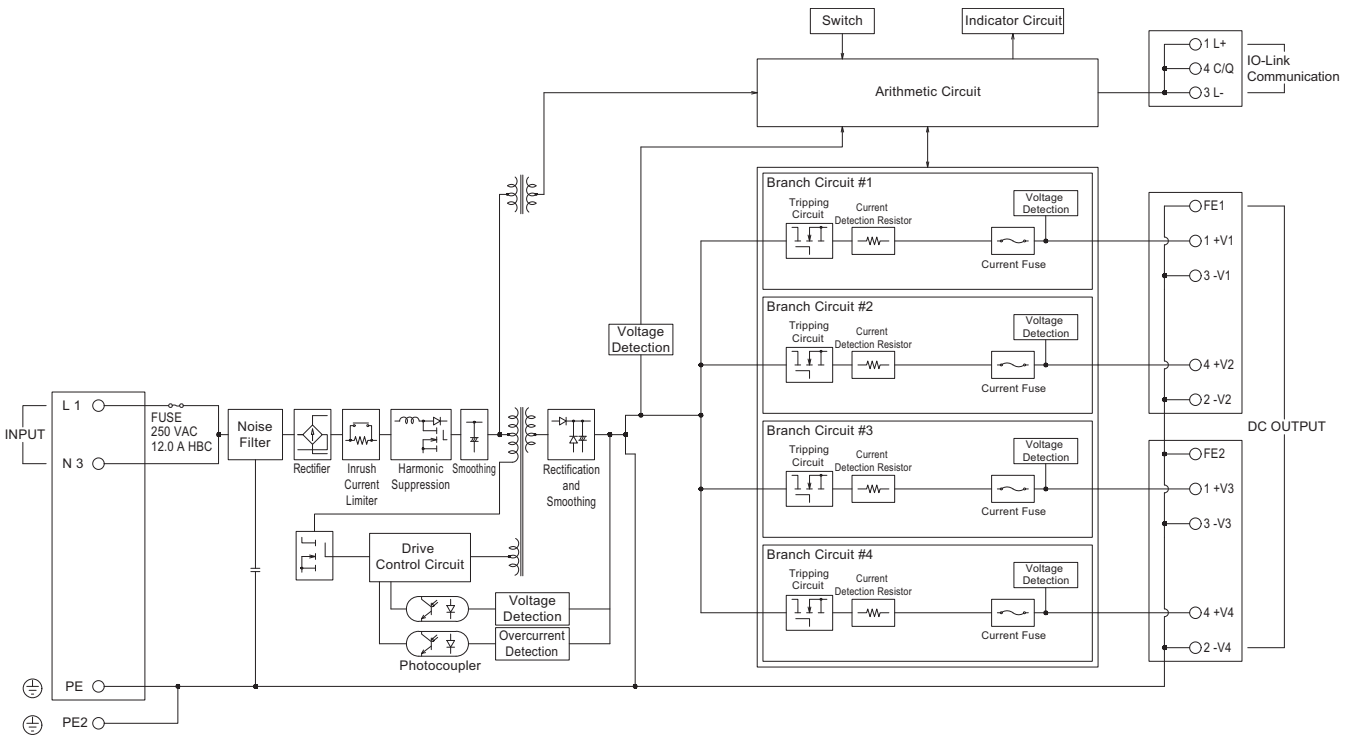 Switch
Indicator Circuit
1 L+
4 C/Q
3 L-
IO-Link
Communication
Arithmetic Circuit
Branch Circuit #1
Tripping
Circuit
Current
Detection Resistor
Voltage
Detection
Current Fuse
FE1
1 +V1
3 -V1
Branch Circuit #2
Tripping
Circuit
Current
Detection Resistor
Voltage
Detection
Current Fuse
4 +V2
2 -V2
Voltage
Detection
INPUT
L 1
N 3
FUSE
250 VAC
12.0 A HBC
Noise
Filter
Rectifier
Inrush
Current
Limiter
Harmonic
Suppression
Smoothing
Rectification
and
Smoothing
DC OUTPUT
Branch Circuit #3
Tripping
Circuit
Current
Detection Resistor
Voltage
Detection
Current Fuse
FE2
1 +V3
3 -V3
Drive
Control Circuit
Voltage
Detection
Overcurrent
Detection
Photocoupler
Branch Circuit #4
Tripping
Circuit
Current
Detection Resistor
Voltage
Detection
Current Fuse
4 +V4
2 -V4
PE
PE2